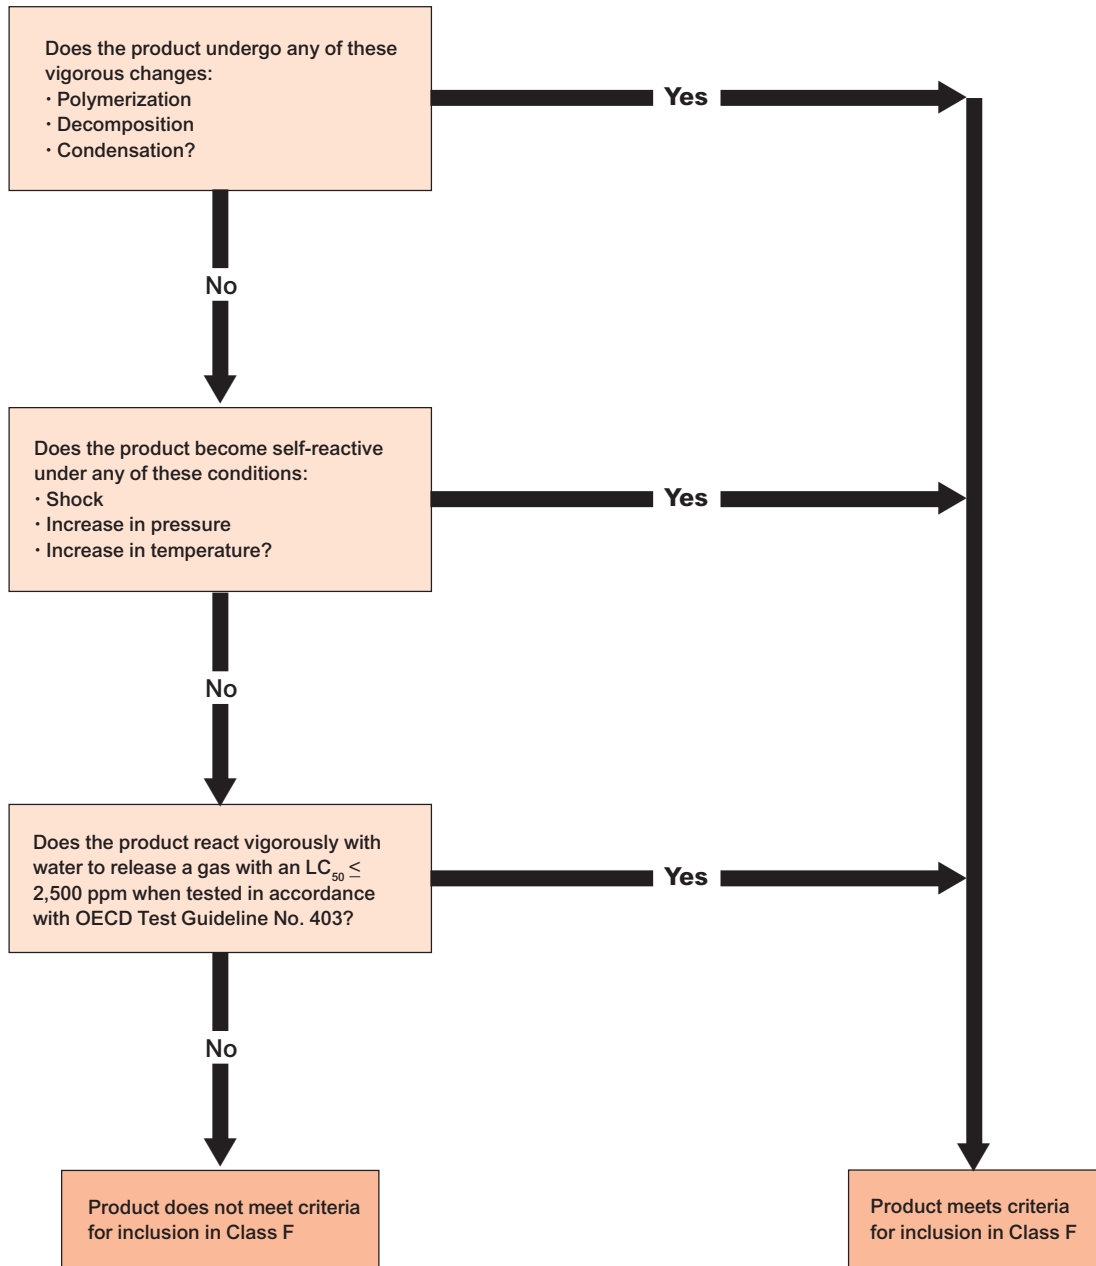 Does the product undergo any of these
vigorous changes:
· Polymerization
· Decomposition
· Condensation?
Yes
No
Does the product become self-reactive
under any of these conditions:
· Shock
· Increase in pressure
· Increase in temperature?
Yes
No
Does the product react vigorously with
water to release a gas with an LC₅₀ ≤
2,500 ppm when tested in accordance
with OECD Test Guideline No. 403?
Yes
No
Product does not meet criteria
for inclusion in Class F
Product meets criteria
for inclusion in Class F